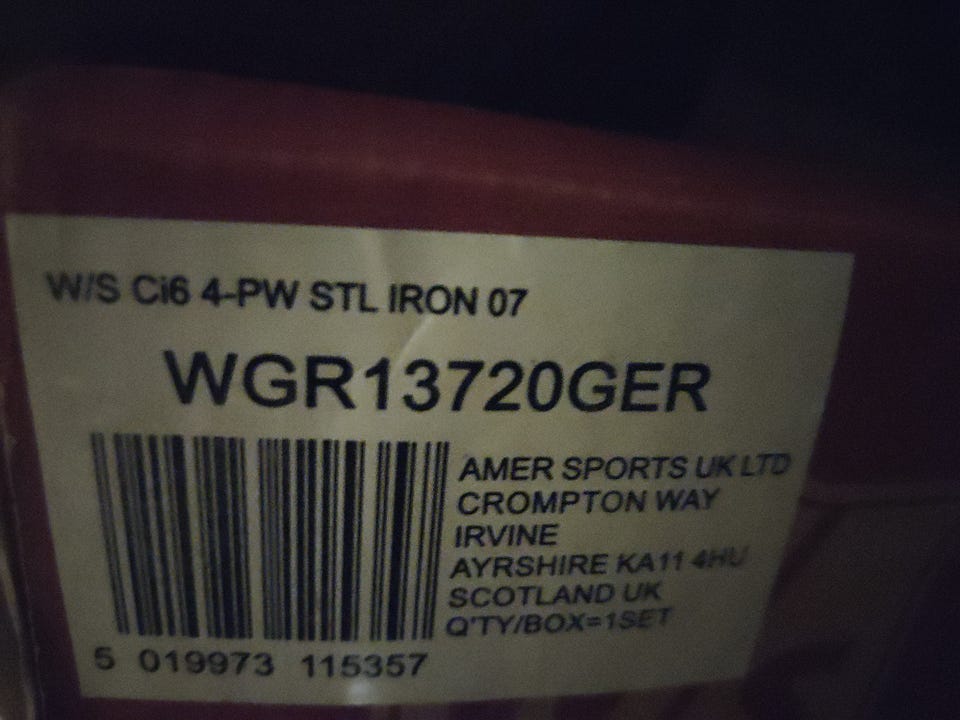 W/S Ci6 4-PW STL IRON 07
WGR13720GER
AMER SPORTS UK LTD
CROMPTON WAY
IRVINE
AYRSHIRE KA11 4HU
SCOTLAND UK
Q'TY/BOX=1SET
5 019973 115357